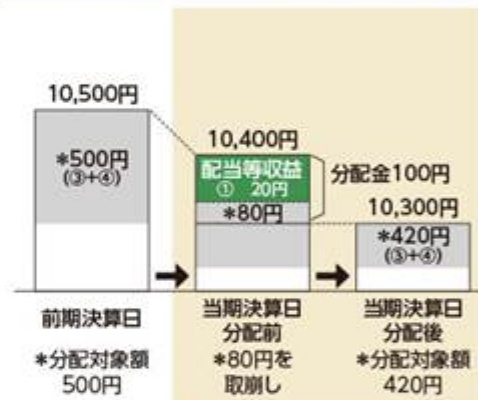 10,500円
*500円
(③+④)
前期決算日
*分配対象額
500円
10,400円
配当等収益
① 20円
*80円
分配金100円
当期決算日
分配前
*80円を
取崩し
10,300円
*420円
(③+④)
当期決算日
分配後
*分配対象額
420円